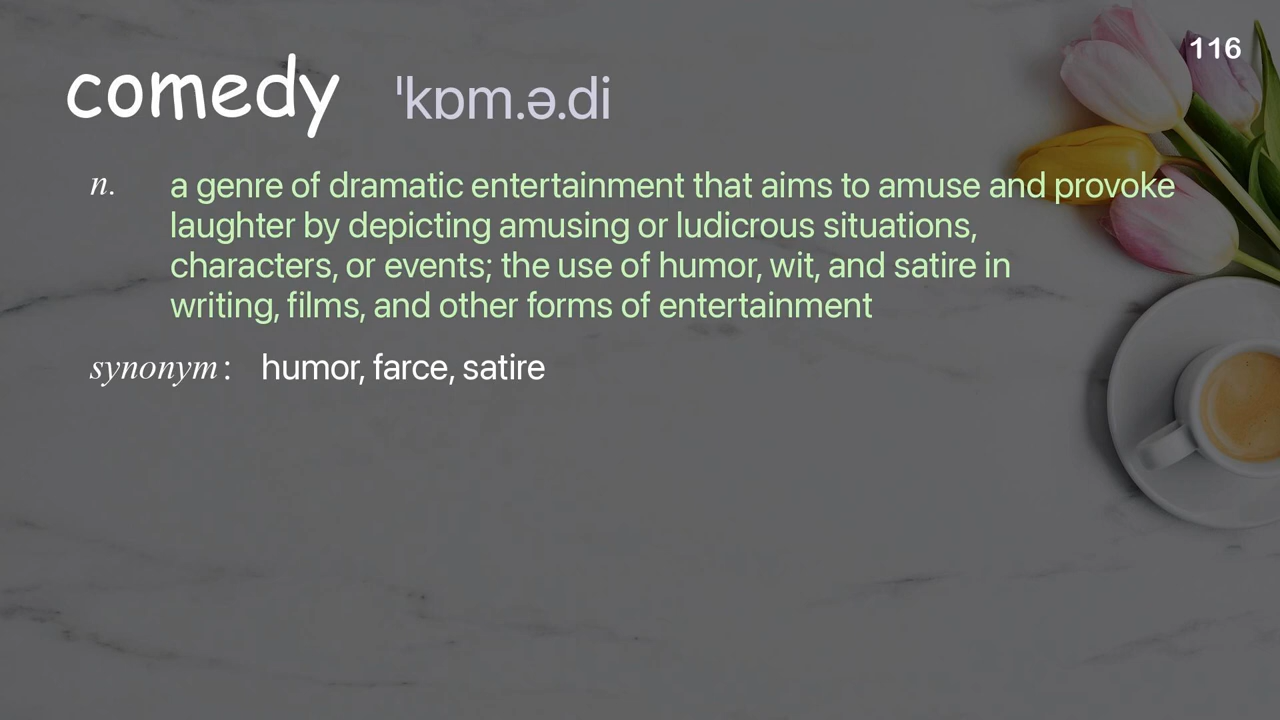 116
comedy ˈkɒm.ə.di
n. a genre of dramatic entertainment that aims to amuse and provoke
laughter by depicting amusing or ludicrous situations,
characters, or events; the use of humor, wit, and satire in
writing, films, and other forms of entertainment
synonym: humor, farce, satire